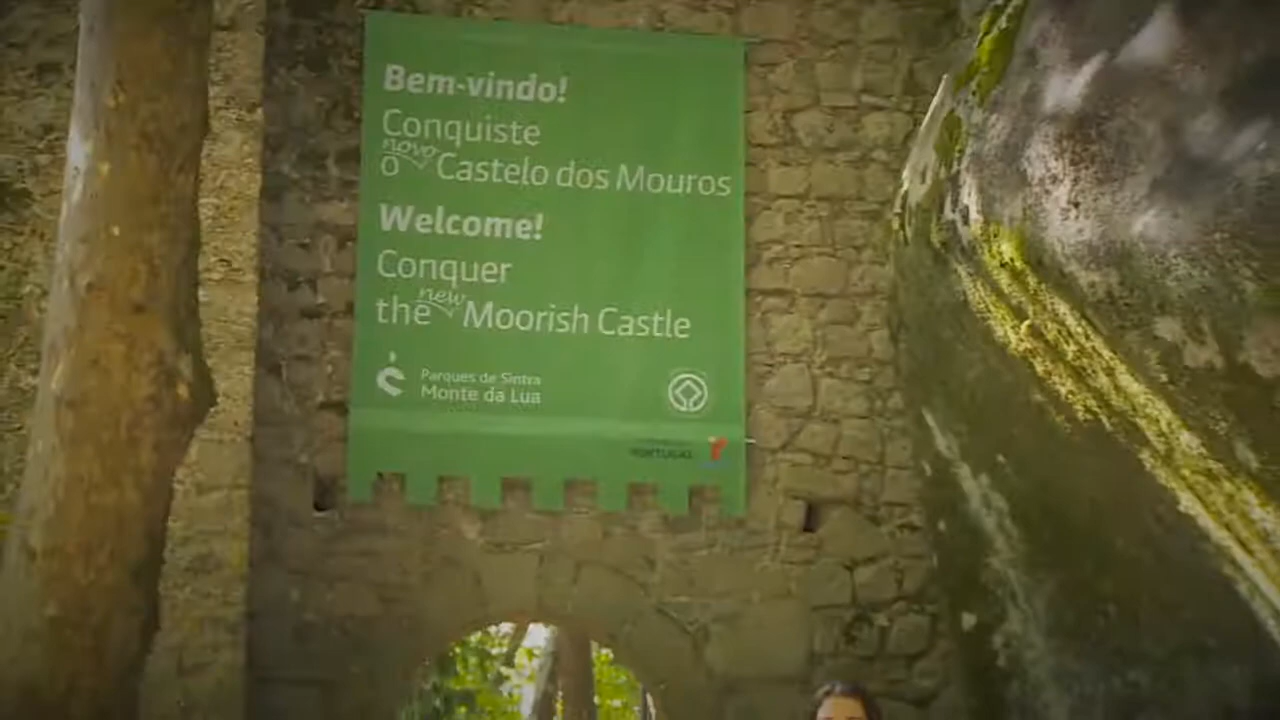 Bem-vindo!
Conquiste
o novo Castelo dos Mouros
Welcome!
Conquer
the new Moorish Castle
Parques de Sintra
Monte da Lua
PORTUGAL